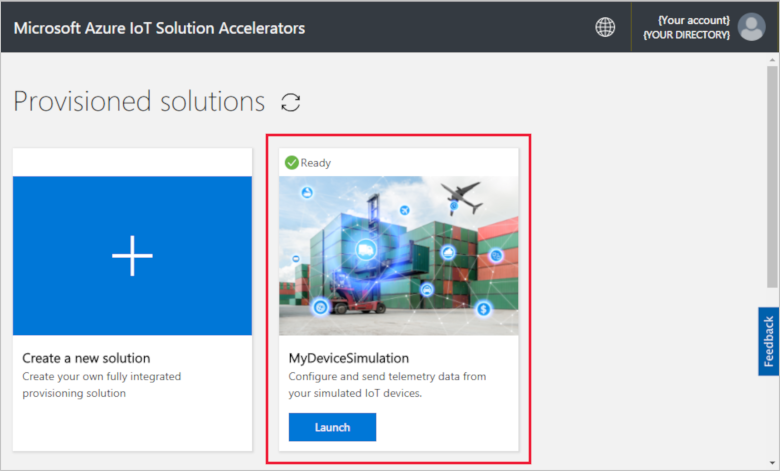 Microsoft Azure IoT Solution Accelerators
{Your account}
{YOUR DIRECTORY}
Provisioned solutions
Ready
Create a new solution
Create your own fully integrated
provisioning solution
MyDeviceSimulation
Configure and send telemetry data from
your simulated IoT devices.
Launch
Feedback